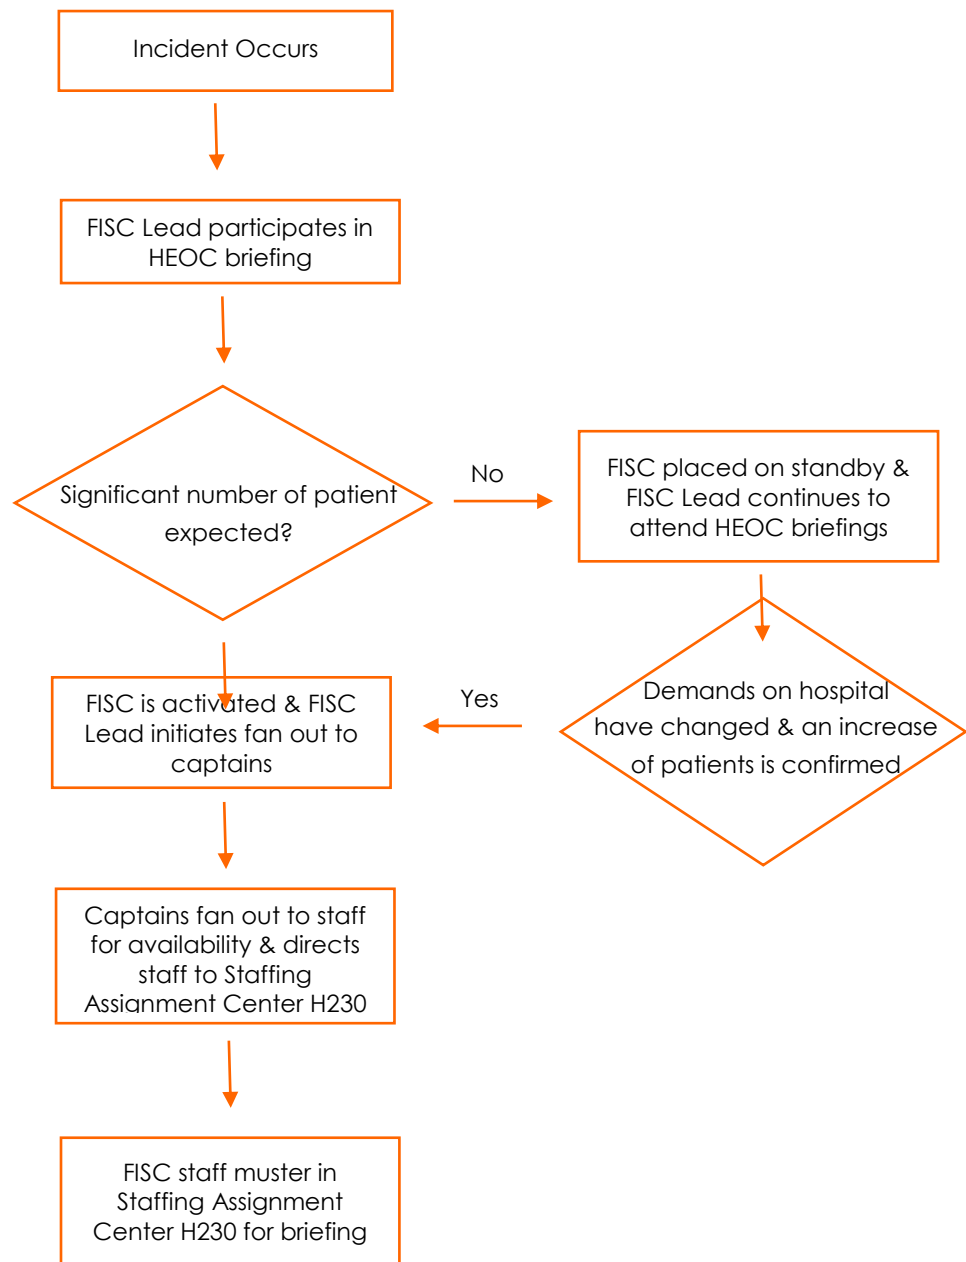 Incident Occurs
FISC Lead participates in
HEOC briefing
Significant number of patient
expected?
No
FISC placed on standby &
FISC Lead continues to
attend HEOC briefings
Demands on hospital
have changed & an increase
of patients is confirmed
Yes
FISC is activated & FISC
Lead initiates fan out to
captains
Captains fan out to staff
for availability & directs
staff to Staffing
Assignment Center H230
FISC staff muster in
Staffing Assignment
Center H230 for briefing